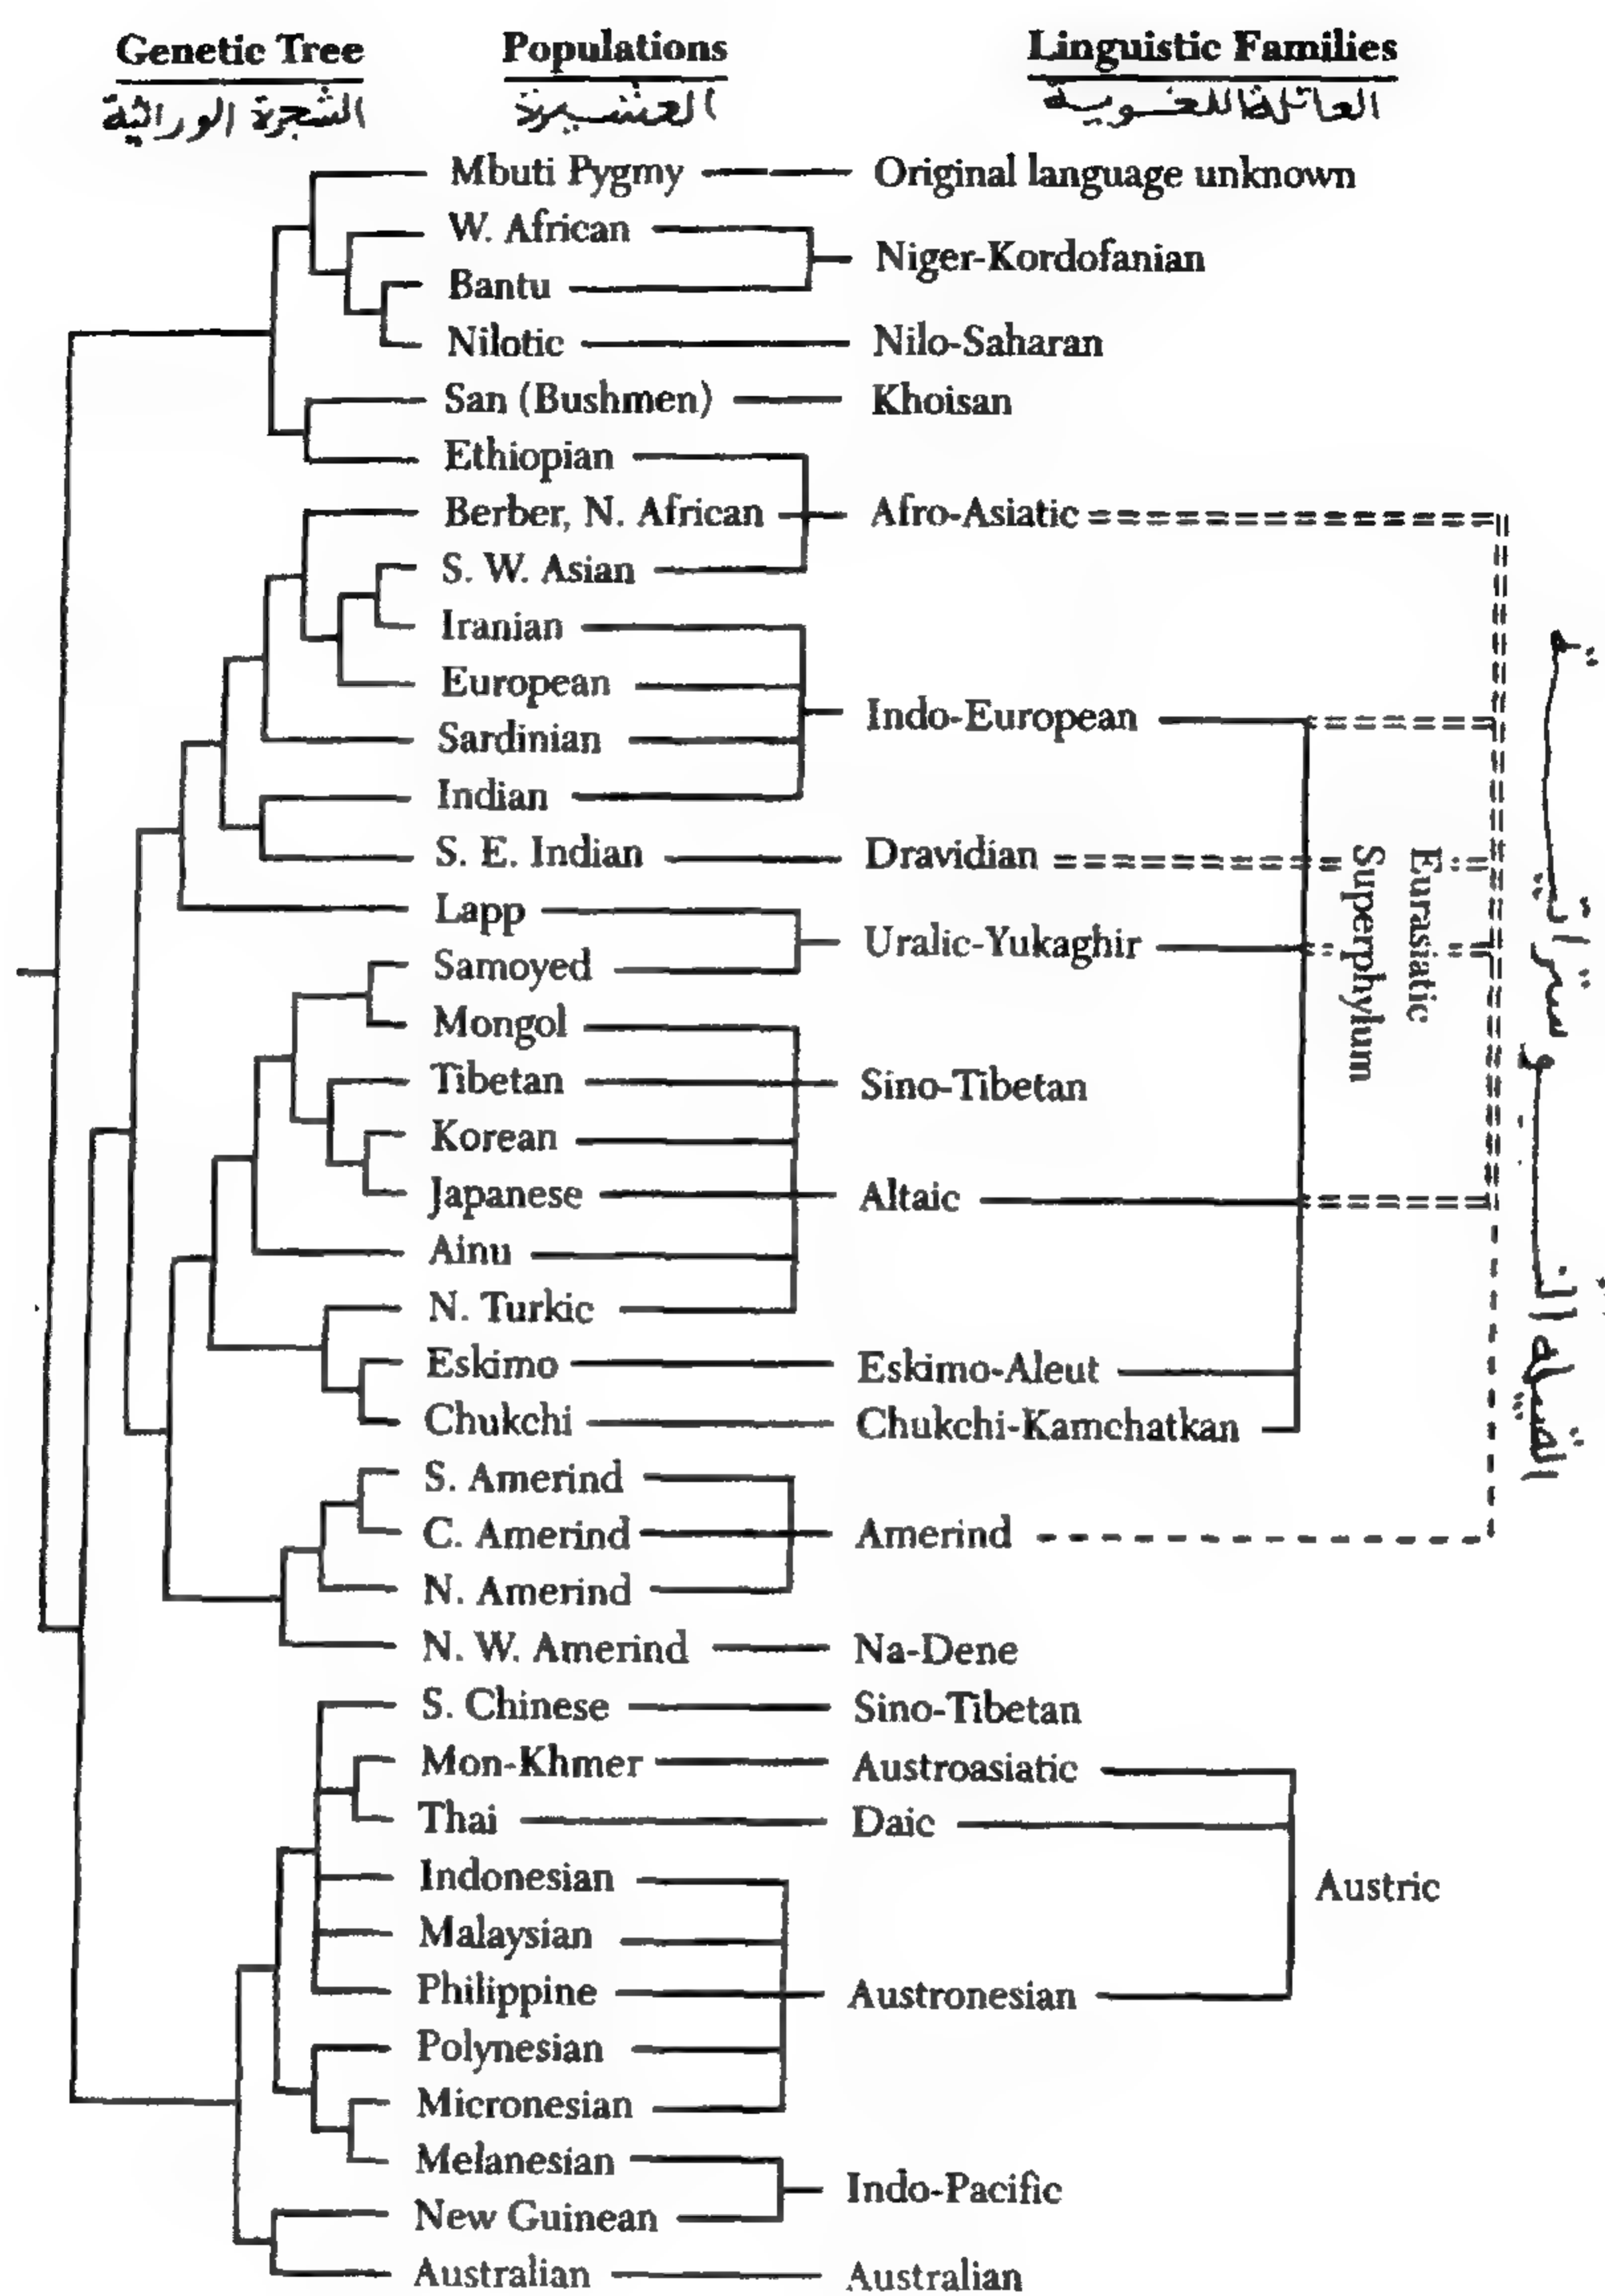 Genetic Tree Populations Linguistic Families
الشجرة الوراثية العشيرة العائلة اللغوية
Mbuti Pygmy Original language unknown
W. African
Niger-Kordofanian
Bantu
Nilotic Nilo-Saharan
San (Bushmen) Khoisan
Ethiopian
Berber, N. African Afro-Asiatic
S. W. Asian
Iranian
European
Indo-European
Sardinian
Indian
S. E. Indian Dravidian
Eurasiatic
Superphylum
Lapp
Uralic-Yukaghir
Samoyed
Mongol
Tibetan Sino-Tibetan
Korean
Japanese Altaic
Ainu
N. Turkic
Eskimo Eskimo-Aleut
Chukchi Chukchi-Kamchatkan
S. Amerind
C. Amerind Amerind
N. Amerind
N. W. Amerind Na-Dene
S. Chinese Sino-Tibetan
Mon-Khmer Austroasiatic
Thai Daic
Indonesian
Austric
Malaysian
Philippine Austronesian
Polynesian
Micronesian
Melanesian
Indo-Pacific
New Guinean
Australian Australian